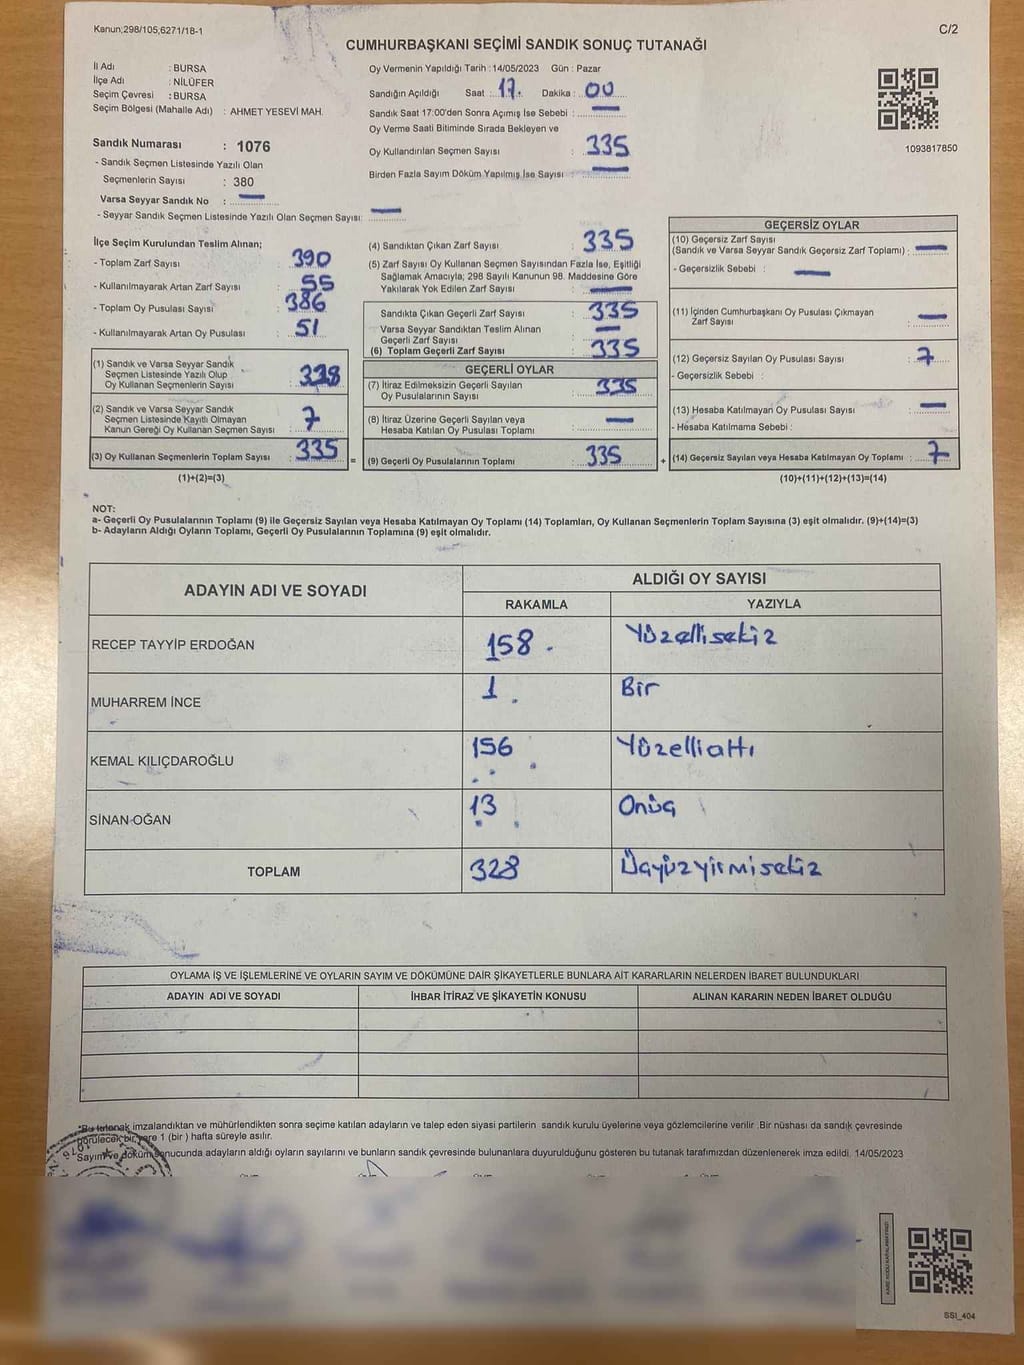 Kanun;298/105,6271/18-1
C/2
CUMHURBAŞKANI SEÇİMİ SANDIK SONUÇ TUTANAĞI
İl Adı : BURSA
İlçe Adı : NİLÜFER
Seçim Çevresi : BURSA
Seçim Bölgesi (Mahalle Adı) : AHMET YESEVİ MAH.
Sandık Numarası : 1076
- Sandık Seçmen Listesinde Yazılı Olan
Seçmenlerin Sayısı : 380
Varsa Seyyar Sandık No : —
- Seyyar Sandık Seçmen Listesinde Yazılı Olan Seçmen Sayısı: —
Oy Vermenin Yapıldığı Tarih : 14/05/2023 Gün : Pazar
Sandığın Açıldığı Saat : 17. Dakika : 00
Sandık Saat 17:00'den Sonra Açımış İse Sebebi : —
Oy Verme Saati Bitiminde Sırada Bekleyen ve
Oy Kullandırılan Seçmen Sayısı : 335
Birden Fazla Sayım Döküm Yapılmış İse Sayısı : —
1093817850
İlçe Seçim Kurulundan Teslim Alınan;
- Toplam Zarf Sayısı : 390
- Kullanılmayarak Artan Zarf Sayısı : 55
- Toplam Oy Pusulası Sayısı : 386
- Kullanılmayarak Artan Oy Pusulası : 51
(1) Sandık ve Varsa Seyyar Sandık
Seçmen Listesinde Yazılı Olup
Oy Kullanan Seçmenlerin Sayısı : 328
(2) Sandık ve Varsa Seyyar Sandık
Seçmen Listesinde Kayıtlı Olmayan
Kanun Gereği Oy Kullanan Seçmen Sayısı : 7
(3) Oy Kullanan Seçmenlerin Toplam Sayısı : 335
(1)+(2)=(3)
=
(4) Sandıktan Çıkan Zarf Sayısı : 335
(5) Zarf Sayısı Oy Kullanan Seçmen Sayısından Fazla İse, Eşitliği
Sağlamak Amacıyla; 298 Sayılı Kanunun 98. Maddesine Göre
Yakılarak Yok Edilen Zarf Sayısı : —
Sandıkta Çıkan Geçerli Zarf Sayısı : 335
Varsa Seyyar Sandıktan Teslim Alınan
Geçerli Zarf Sayısı : —
(6) Toplam Geçerli Zarf Sayısı : 335
GEÇERLİ OYLAR
(7) İtiraz Edilmeksizin Geçerli Sayılan
Oy Pusulalarının Sayısı : 335
(8) İtiraz Üzerine Geçerli Sayılan veya
Hesaba Katılan Oy Pusulası Toplamı : —
(9) Geçerli Oy Pusulalarının Toplamı : 335
+
GEÇERSİZ OYLAR
(10) Geçersiz Zarf Sayısı
(Sandık ve Varsa Seyyar Sandık Geçersiz Zarf Toplamı) : —
- Geçersizlik Sebebi : —
(11) İçinden Cumhurbaşkanı Oy Pusulası Çıkmayan
Zarf Sayısı : —
(12) Geçersiz Sayılan Oy Pusulası Sayısı : 7
- Geçersizlik Sebebi :
(13) Hesaba Katılmayan Oy Pusulası Sayısı : —
- Hesaba Katılmama Sebebi :
(14) Geçersiz Sayılan veya Hesaba Katılmayan Oy Toplamı : 7
(10)+(11)+(12)+(13)=(14)
NOT:
a- Geçerli Oy Pusulalarının Toplamı (9) ile Geçersiz Sayılan veya Hesaba Katılmayan Oy Toplamı (14) Toplamları, Oy Kullanan Seçmenlerin Toplam Sayısına (3) eşit olmalıdır. (9)+(14)=(3)
b- Adayların Aldığı Oyların Toplamı, Geçerli Oy Pusulalarının Toplamına (9) eşit olmalıdır.
ADAYIN ADI VE SOYADI
ALDIĞI OY SAYISI
RAKAMLA YAZIYLA
RECEP TAYYİP ERDOĞAN 158 Yüzellisekiz
MUHARREM İNCE 1 Bir
KEMAL KILIÇDAROĞLU 156 Yüzelliattı
SİNAN OĞAN 13 Onüç
TOPLAM 328 Üçyüzyirmisekiz
OYLAMA İŞ VE İŞLEMLERİNE VE OYLARIN SAYIM VE DÖKÜMÜNE DAİR ŞİKAYETLERLE BUNLARA AİT KARARLARIN NELERDEN İBARET BULUNDUKLARI
ADAYIN ADI VE SOYADI İHBAR İTİRAZ VE ŞİKAYETİN KONUSU ALINAN KARARIN NEDEN İBARET OLDUĞU
*Bu tutanak imzalandıktan ve mühürlendikten sonra seçime katılan adayların ve talep eden siyasi partilerin sandık kurulu üyelerine veya gözlemcilerine verilir .Bir nüshası da sandık çevresinde
görülecek bir yere 1 (bir ) hafta süreyle asılır.
Sayım ve döküm sonucunda adayların aldığı oyların sayılarını ve bunların sandık çevresinde bulunanlara duyurulduğunu gösteren bu tutanak tarafımızdan düzenlenerek imza edildi. 14/05/2023
SSI_404